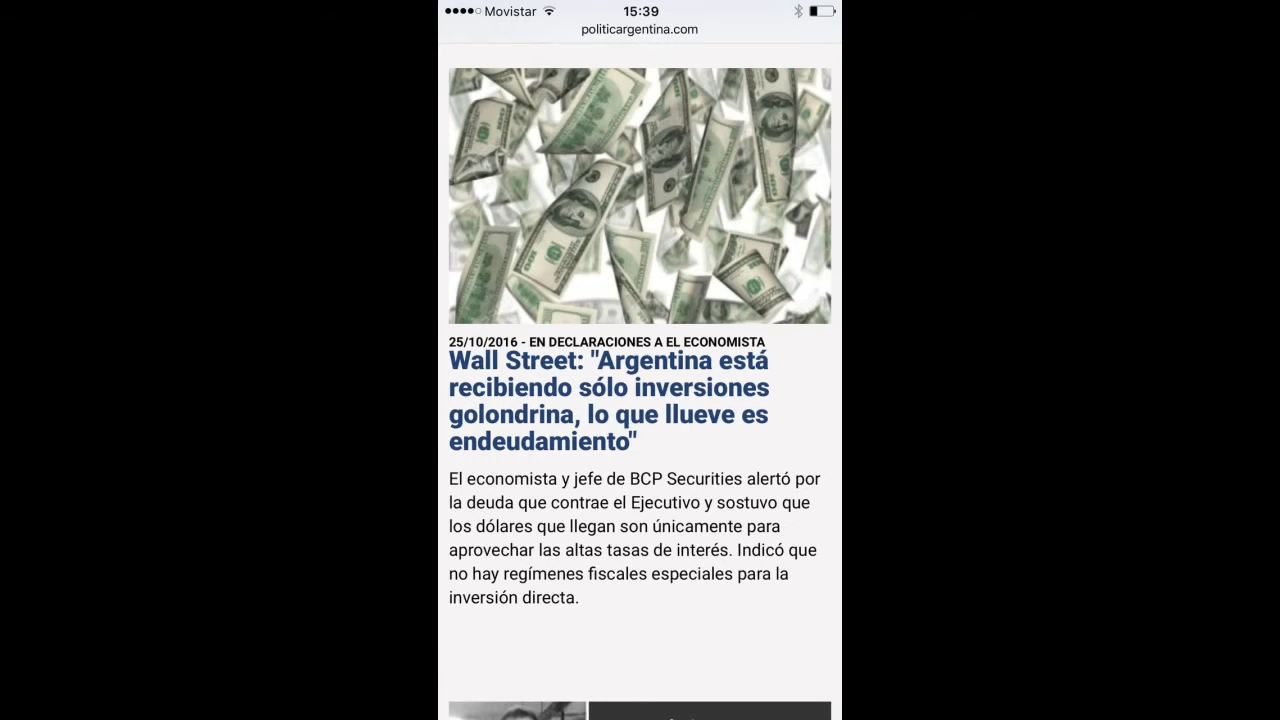 Movistar 15:39
politicargentina.com
25/10/2016 - EN DECLARACIONES A EL ECONOMISTA
Wall Street: "Argentina está
recibiendo sólo inversiones
golondrina, lo que llueve es
endeudamiento"
El economista y jefe de BCP Securities alertó por
la deuda que contrae el Ejecutivo y sostuvo que
los dólares que llegan son únicamente para
aprovechar las altas tasas de interés. Indicó que
no hay regímenes fiscales especiales para la
inversión directa.